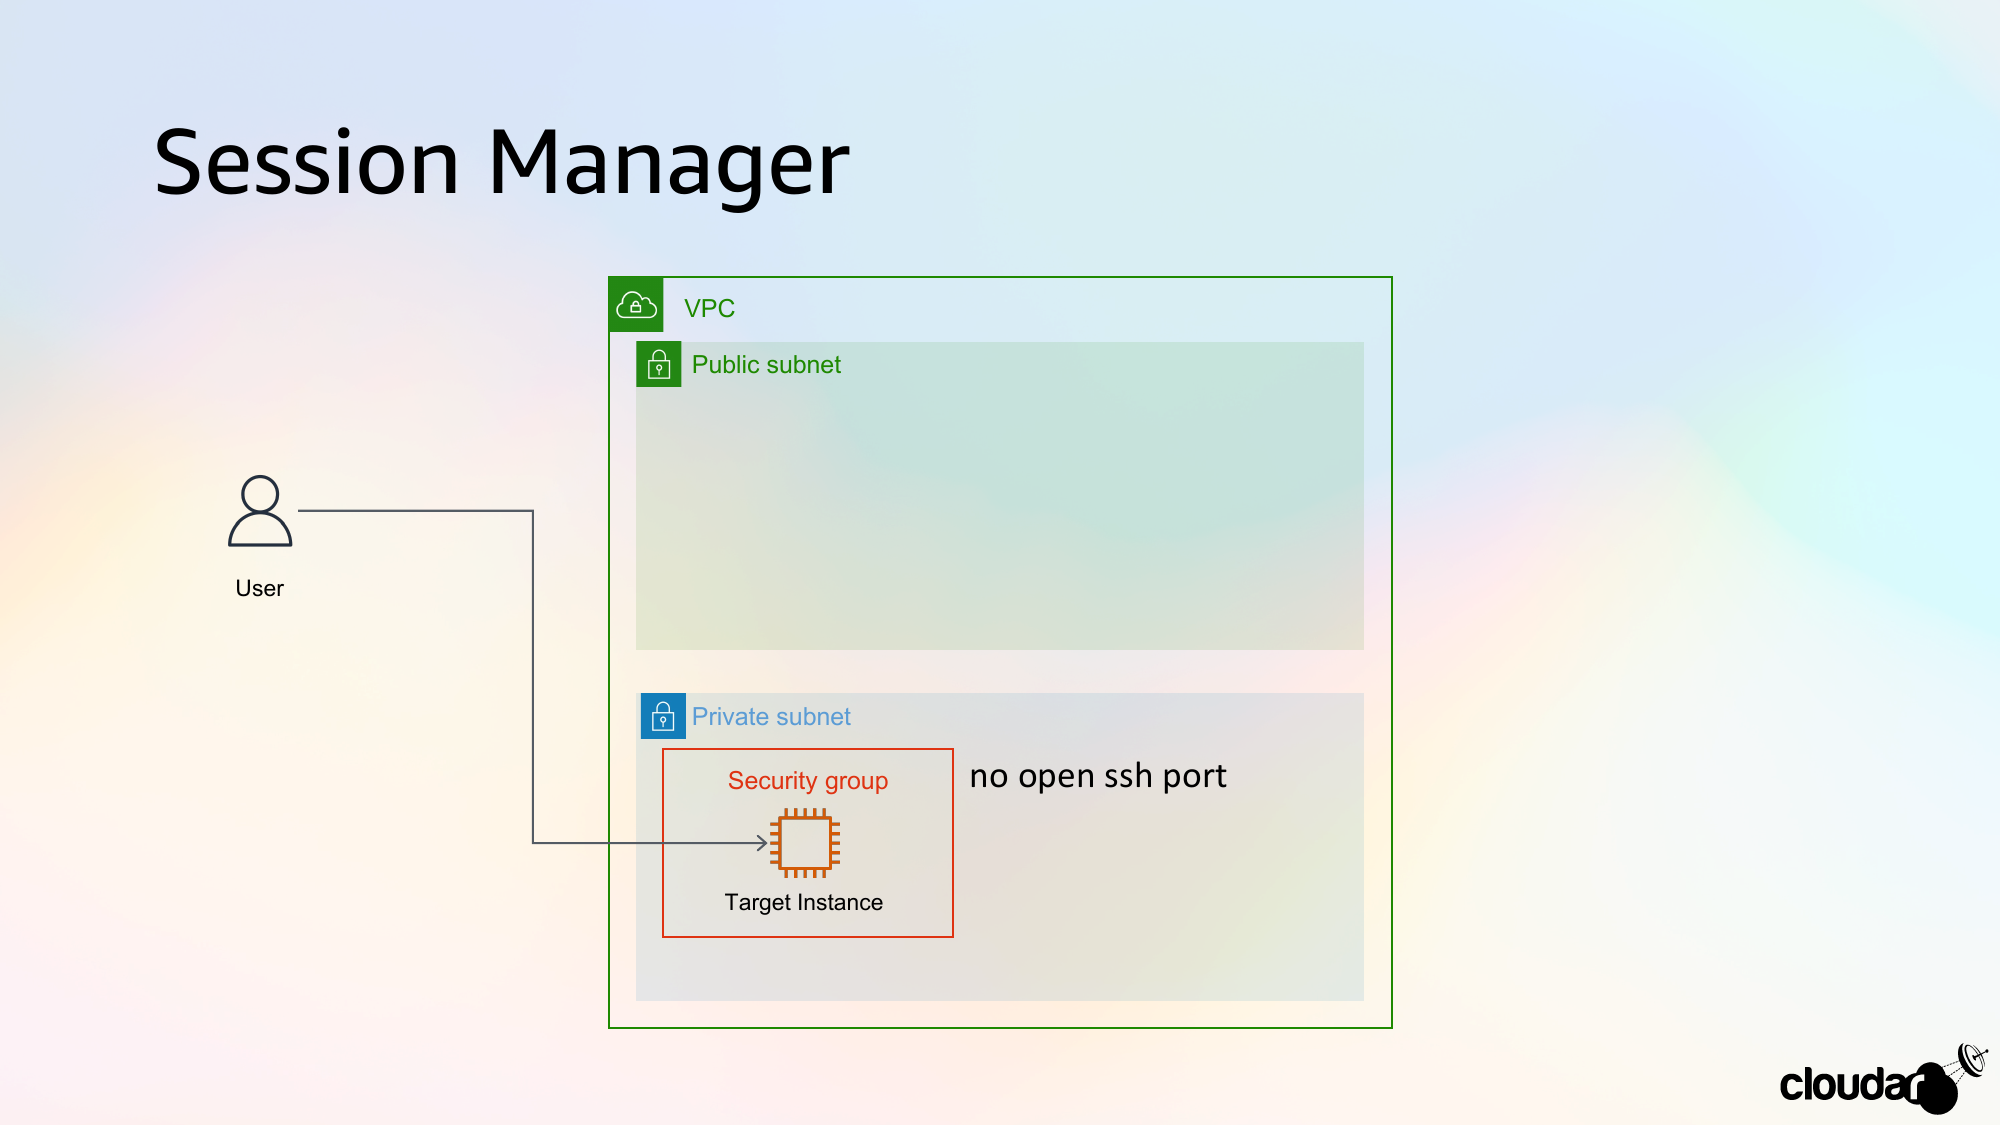 Session Manager
VPC
Public subnet
User
Private subnet
Security group
no open ssh port
Target Instance
cloudar